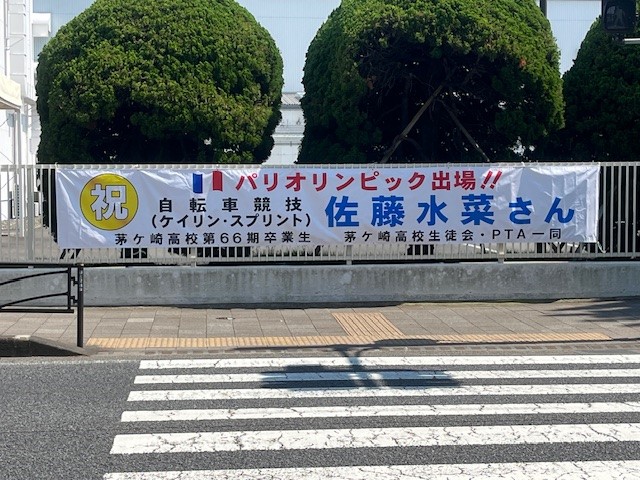 祝
パリオリンピック出場!!
自転車競技
(ケイリン・スプリント)
佐藤水菜さん
茅ケ崎高校第66期卒業生
茅ケ崎高校生徒会・PTA一同